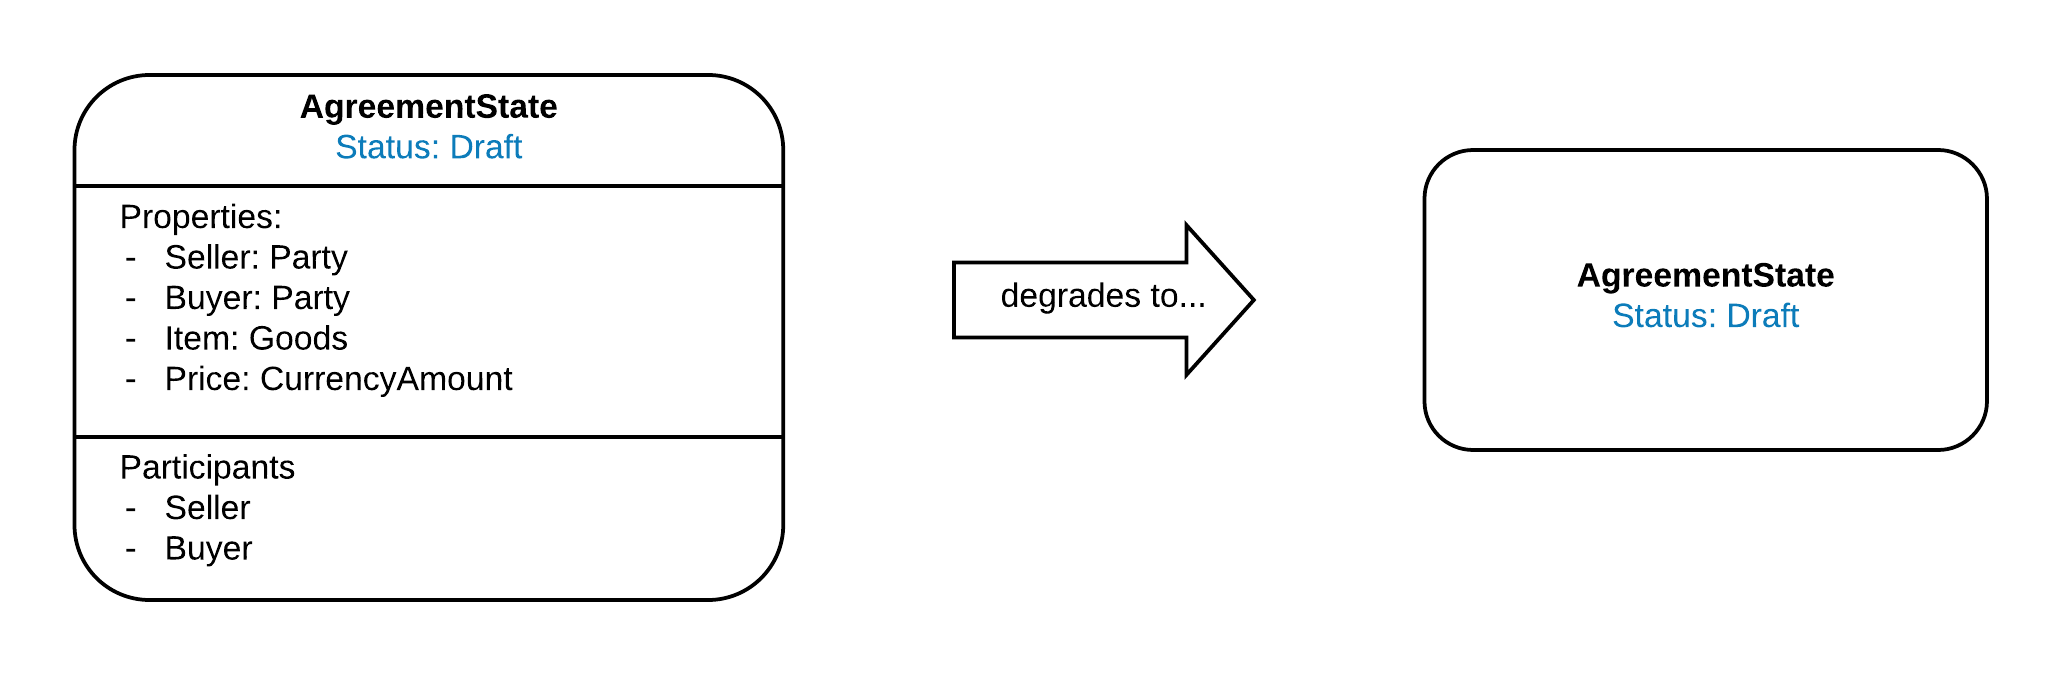 AgreementState
Status: Draft
Properties:
- Seller: Party
- Buyer: Party
- Item: Goods
- Price: CurrencyAmount
Participants
- Seller
- Buyer
degrades to...
AgreementState
Status: Draft